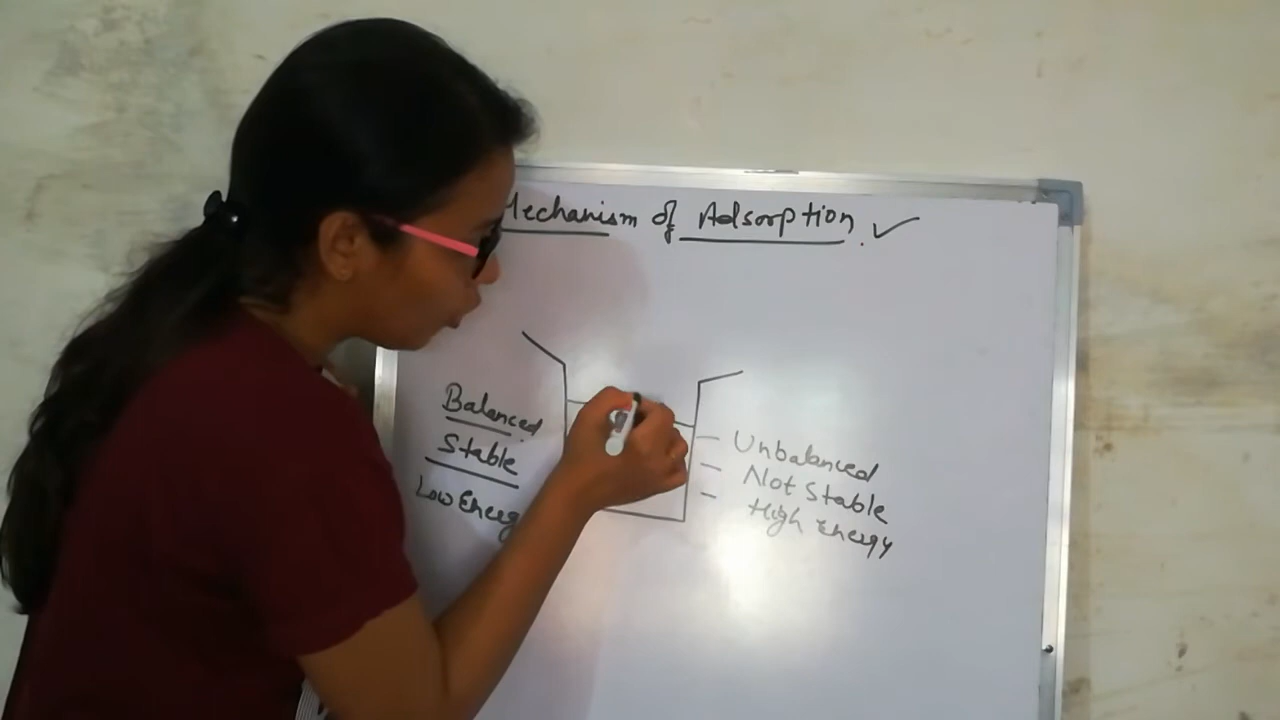 Mechanism of Adsorption. ✓
Balanced
Stable
Low Energy
- Unbalanced
- Not Stable
- High Energy